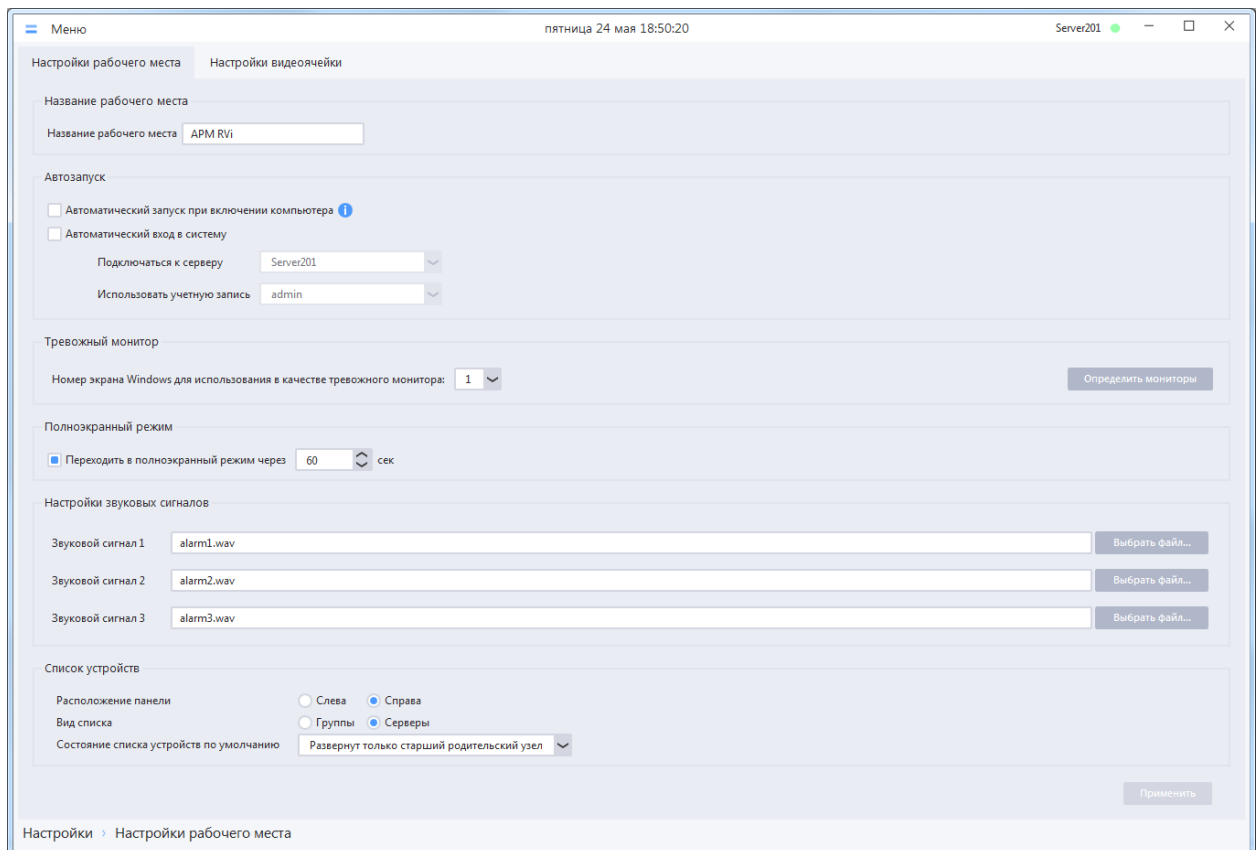 Меню пятница 24 мая 18:50:20 Server201
Настройки рабочего места Настройки видеоячейки
Название рабочего места
Название рабочего места АРМ RVi
Автозапуск
Автоматический запуск при включении компьютера
Автоматический вход в систему
Подключаться к серверу Server201
Использовать учетную запись admin
Тревожный монитор
Номер экрана Windows для использования в качестве тревожного монитора: 1 Определить мониторы
Полноэкранный режим
Переходить в полноэкранный режим через 60 сек
Настройки звуковых сигналов
Звуковой сигнал 1 alarm1.wav Выбрать файл...
Звуковой сигнал 2 alarm2.wav Выбрать файл...
Звуковой сигнал 3 alarm3.wav Выбрать файл...
Список устройств
Расположение панели Слева Справа
Вид списка Группы Серверы
Состояние списка устройств по умолчанию Развернут только старший родительский узел
Применить
Настройки › Настройки рабочего места